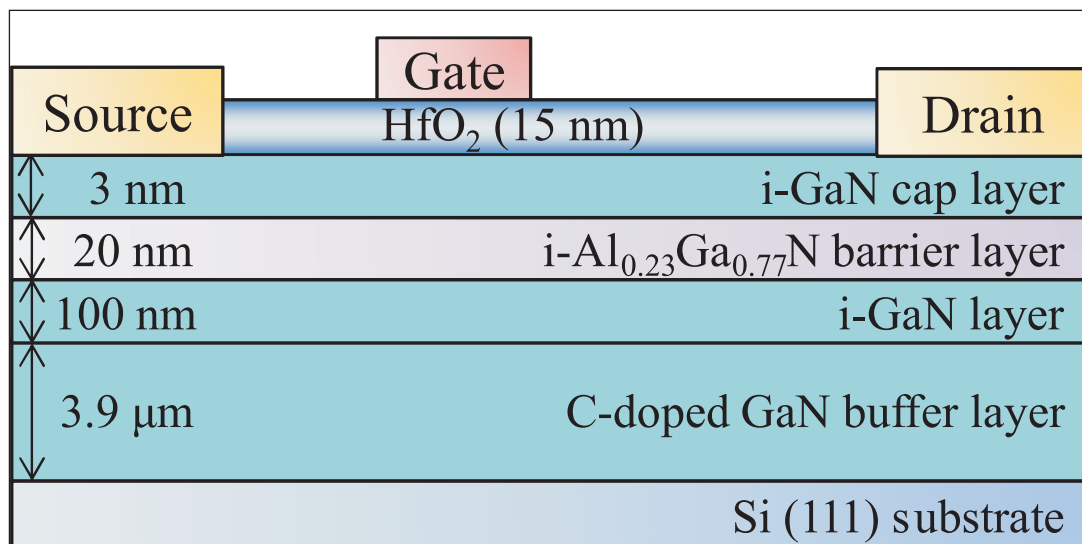 Gate
Source
HfO₂ (15 nm)
Drain
3 nm i-GaN cap layer
20 nm i-Al₀.₂₃Ga₀.₇₇N barrier layer
100 nm i-GaN layer
3.9 μm C-doped GaN buffer layer
Si (111) substrate